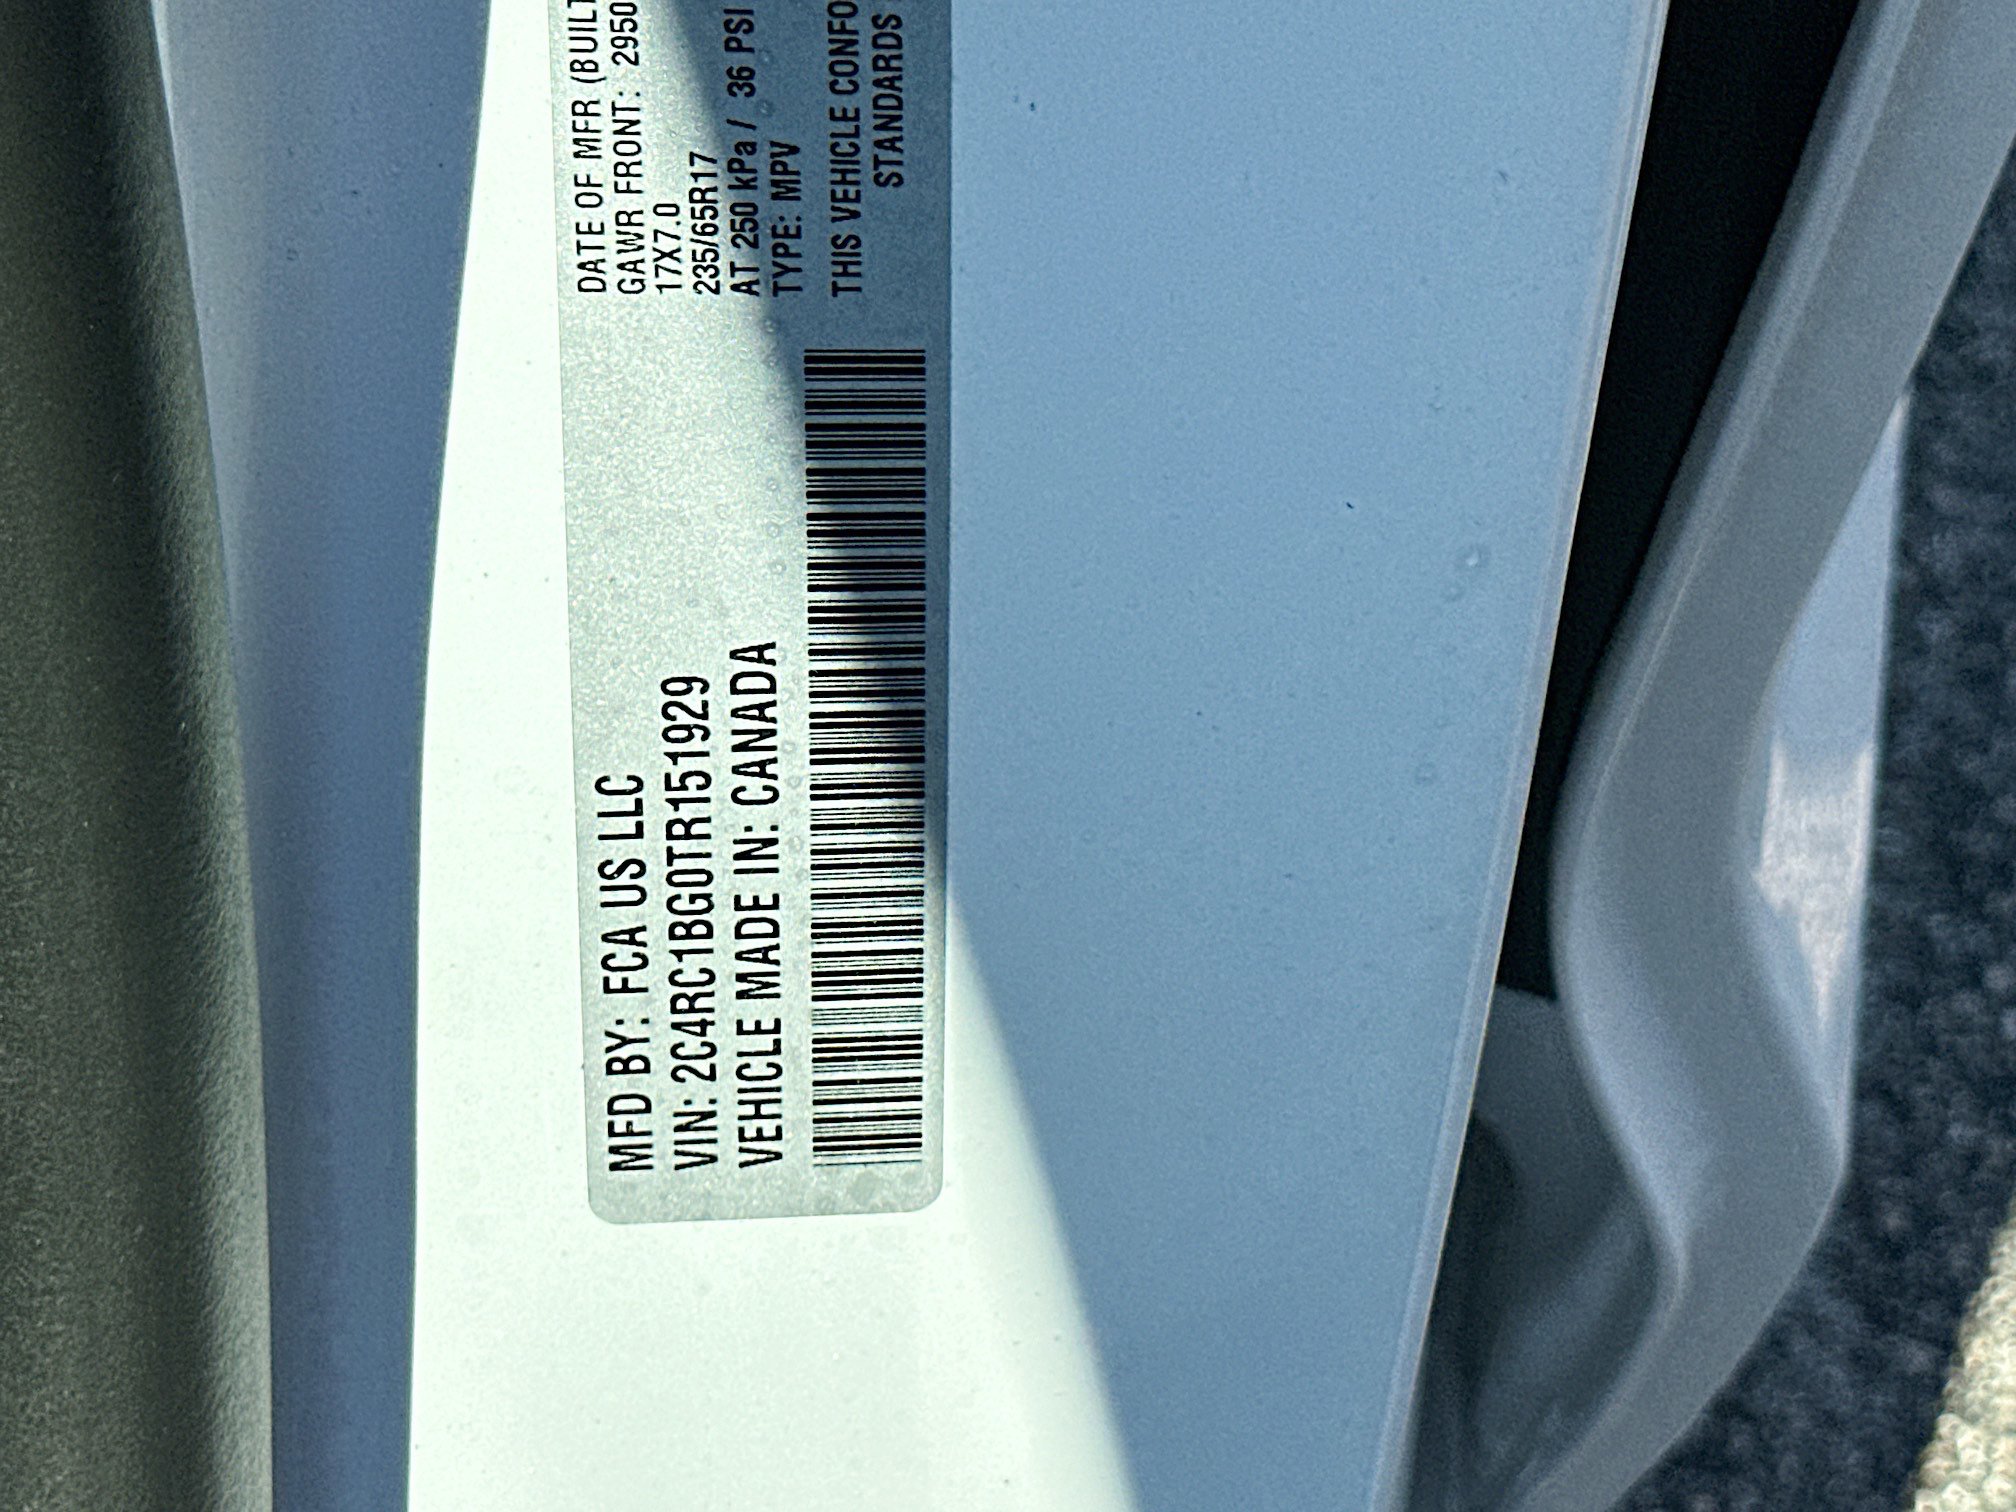 MFD BY: FCA US LLC
VIN: 2C4RC1BG0TR151929
VEHICLE MADE IN: CANADA
DATE OF MFR (BUILT
GAWR FRONT: 2950
17X7.0
235/65R17
AT 250 kPa / 36 PSI
TYPE: MPV
THIS VEHICLE CONFO
STANDARDS